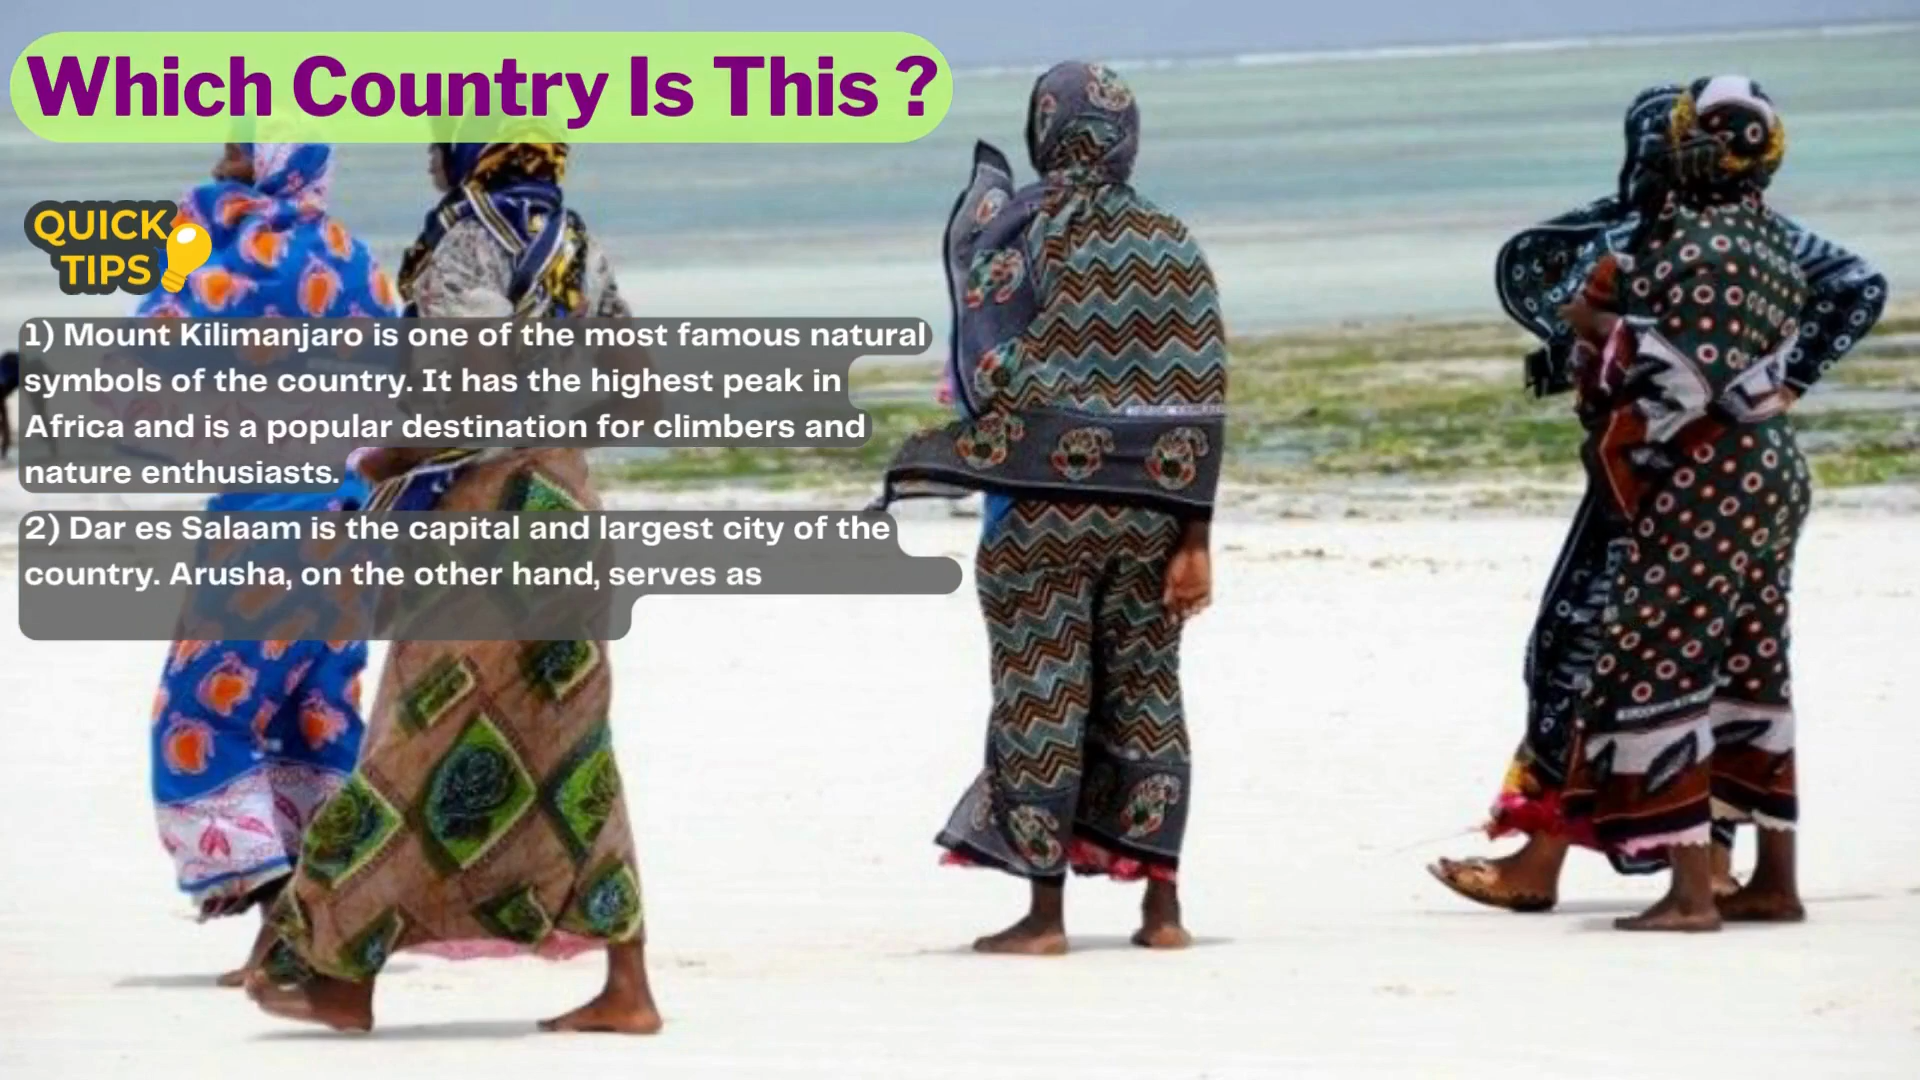 Which Country Is This ?
QUICK
TIPS
1) Mount Kilimanjaro is one of the most famous natural
symbols of the country. It has the highest peak in
Africa and is a popular destination for climbers and
nature enthusiasts.
2) Dar es Salaam is the capital and largest city of the
country. Arusha, on the other hand, serves as